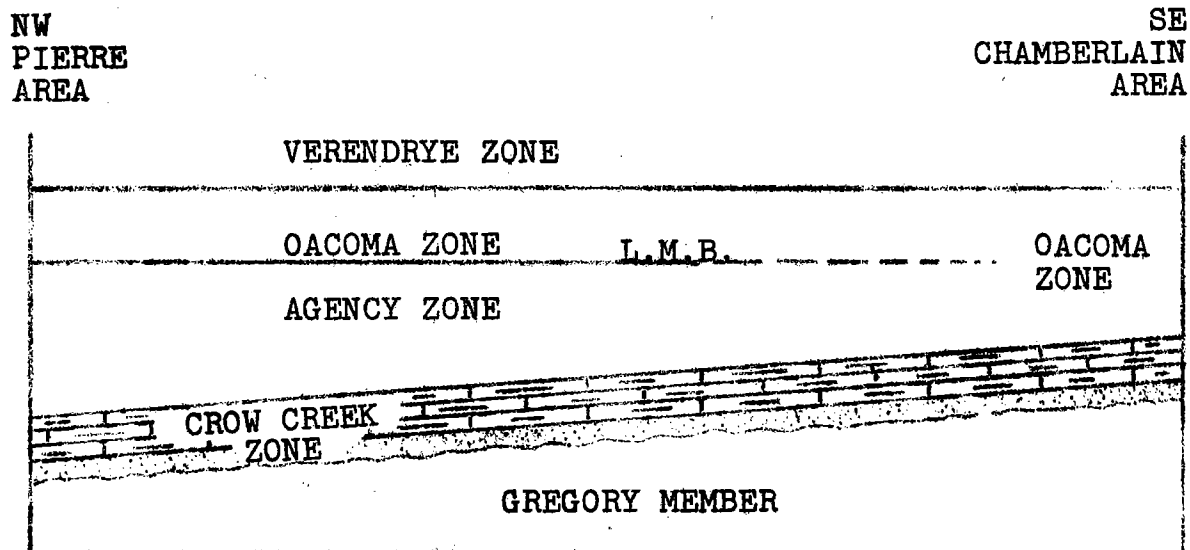 NW
PIERRE
AREA
SE
CHAMBERLAIN
AREA
VERENDRYE ZONE
OACOMA ZONE
L.M.B.
OACOMA
ZONE
AGENCY ZONE
CROW CREEK
ZONE
GREGORY MEMBER